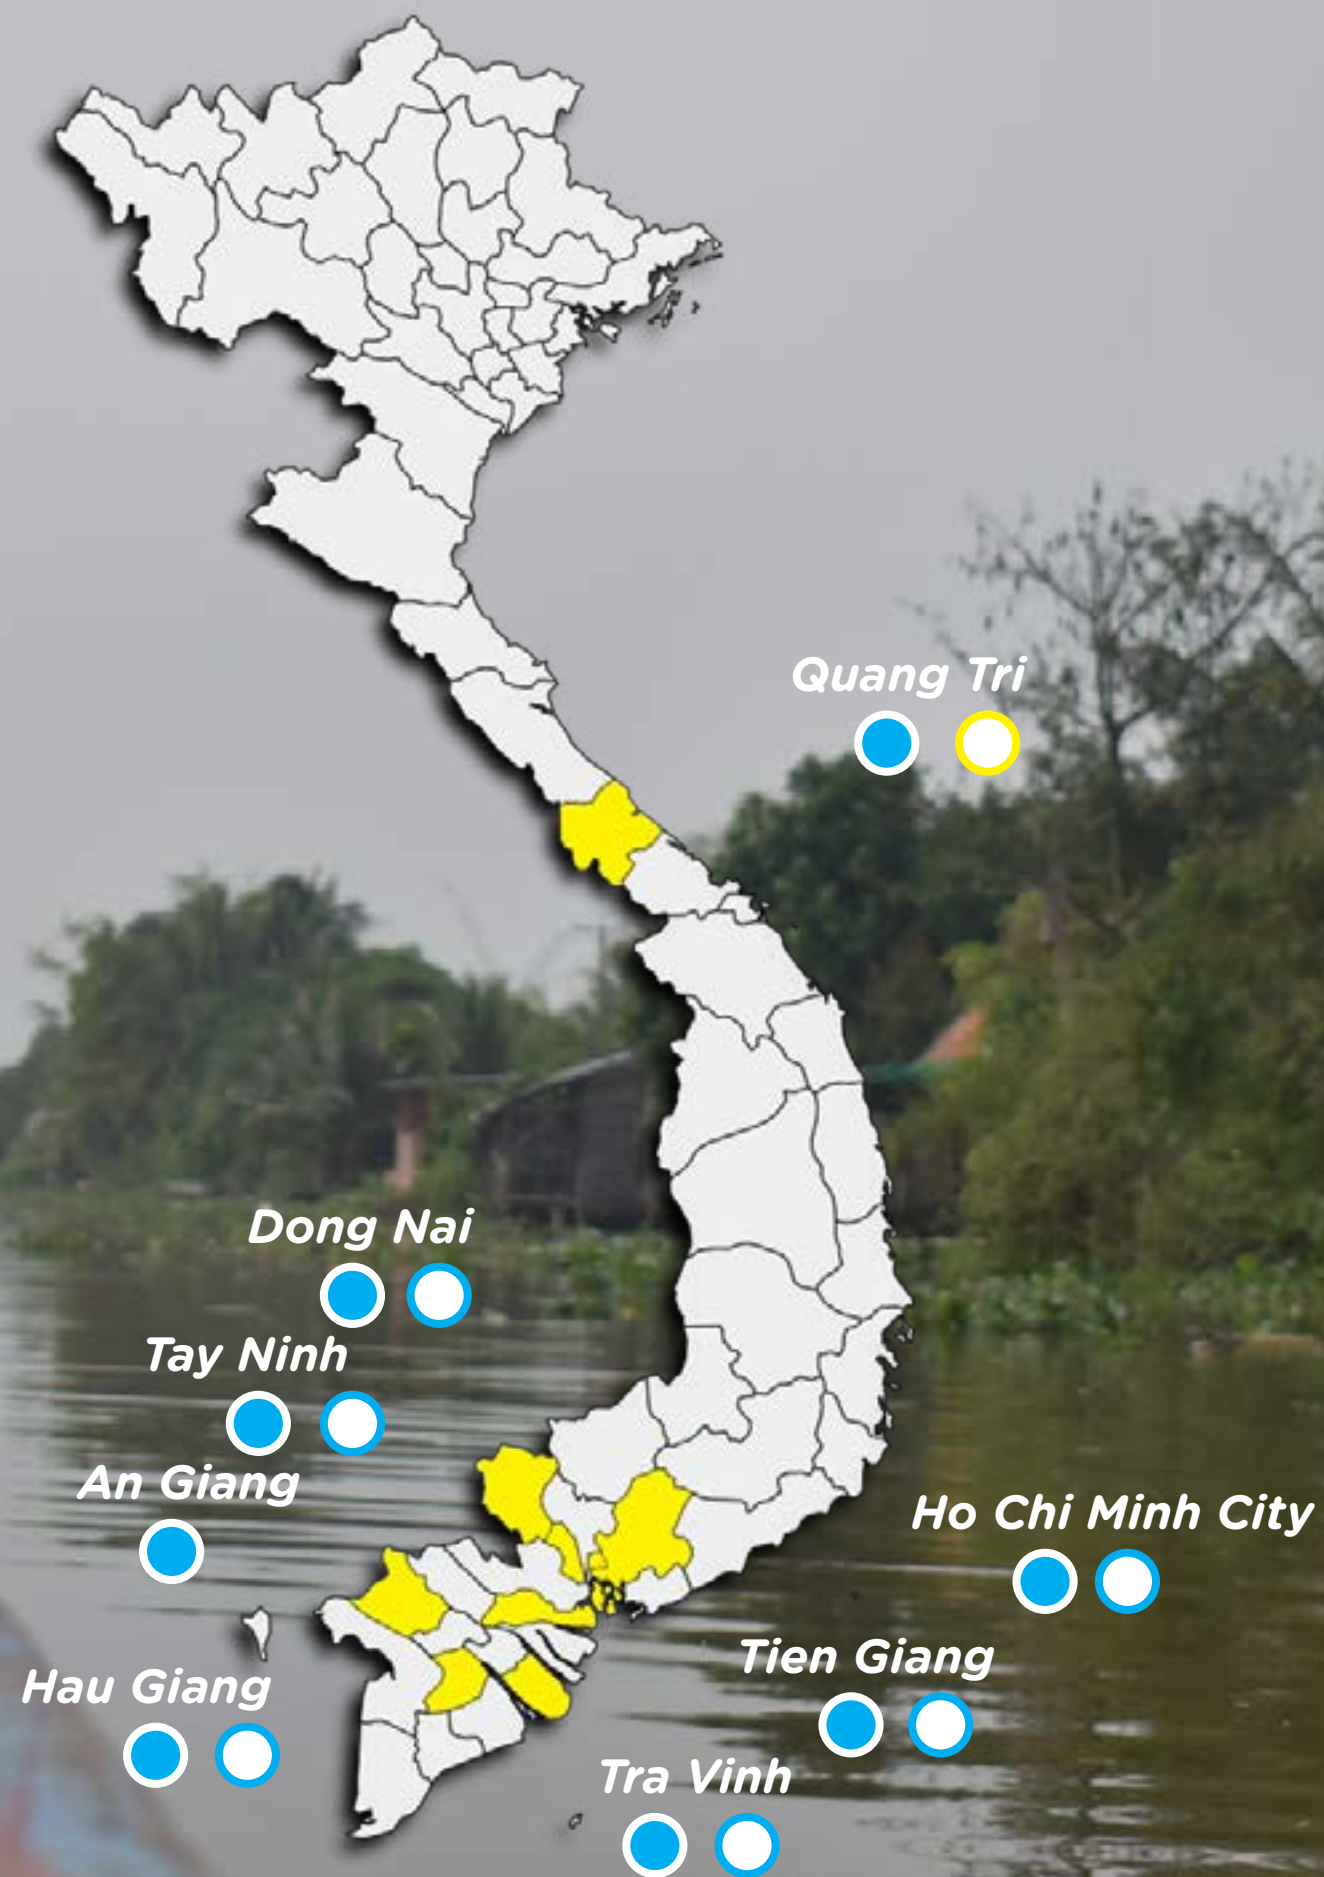 Quang Tri
Dong Nai
Tay Ninh
An Giang
Ho Chi Minh City
Tien Giang
Hau Giang
Tra Vinh